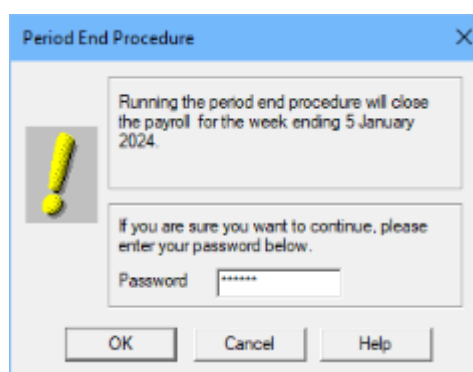 Period End Procedure
Running the period end procedure will close
the payroll for the week ending 5 January
2024.
If you are sure you want to continue, please
enter your password below.
Password ******
OK Cancel Help